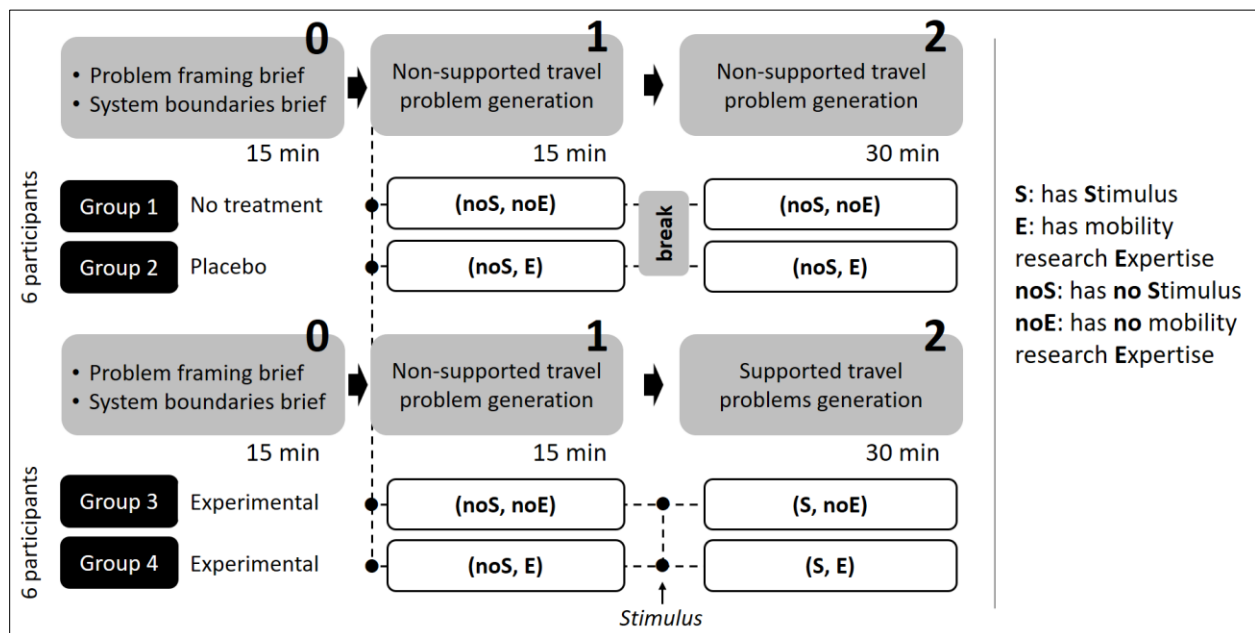 0
• Problem framing brief
• System boundaries brief
15 min
1
Non-supported travel
problem generation
15 min
2
Non-supported travel
problem generation
30 min
6 participants
Group 1
No treatment
(noS, noE)
(noS, noE)
Group 2
Placebo
(noS, E)
(noS, E)
break
0
• Problem framing brief
• System boundaries brief
15 min
1
Non-supported travel
problem generation
15 min
2
Supported travel
problems generation
30 min
6 participants
Group 3
Experimental
(noS, noE)
(S, noE)
Group 4
Experimental
(noS, E)
(S, E)
Stimulus
S: has Stimulus
E: has mobility
research Expertise
noS: has no Stimulus
noE: has no mobility
research Expertise